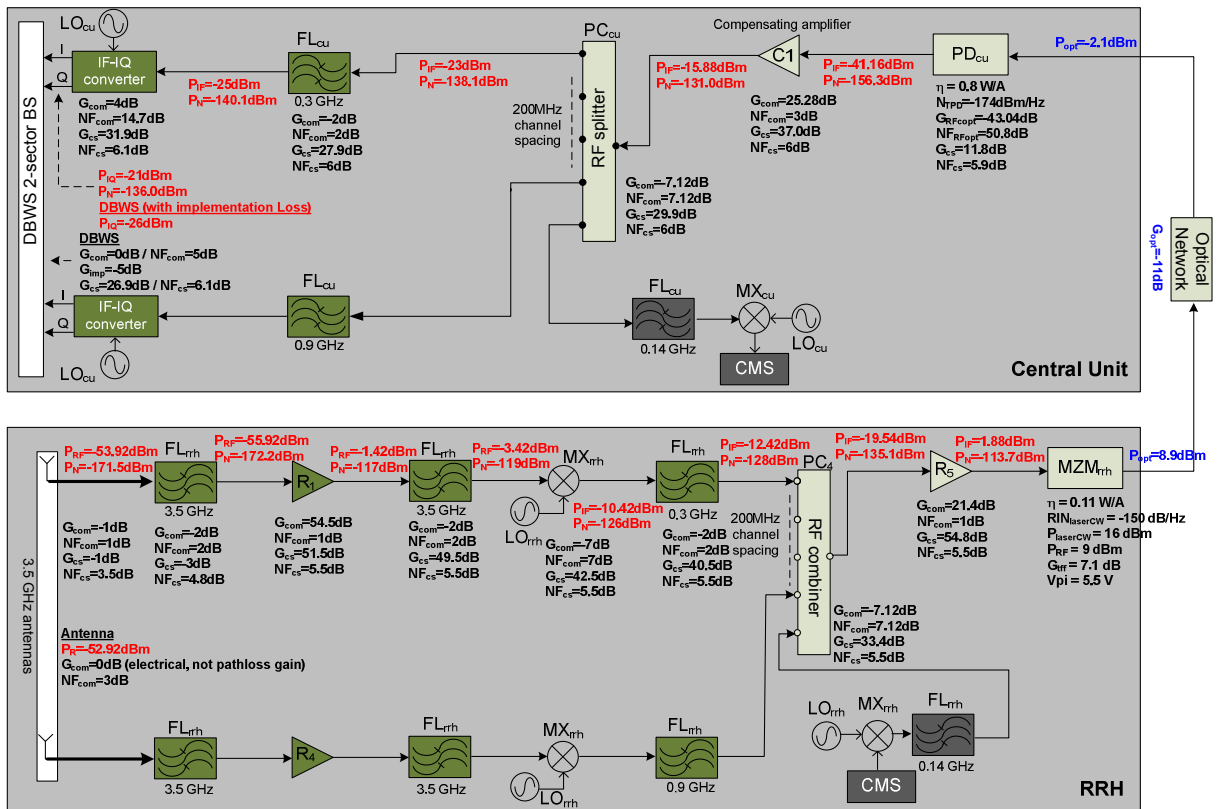 LOcu
IF-IQ
converter
I
Q
Gcom=4dB
NFcom=14.7dB
Gcs=31.9dB
NFcs=6.1dB
PIF=-25dBm
PN=-140.1dBm
FLcu
0.3 GHz
Gcom=-2dB
NFcom=2dB
Gcs=27.9dB
NFcs=6dB
PIF=-23dBm
PN=-138.1dBm
PCcu
RF splitter
200MHz
channel
spacing
Gcom=-7.12dB
NFcom=7.12dB
Gcs=29.9dB
NFcs=6dB
PIF=-15.88dBm
PN=-131.0dBm
Compensating amplifier
C1
Gcom=25.28dB
NFcom=3dB
Gcs=37.0dB
NFcs=6dB
PIF=-41.16dBm
PN=-156.3dBm
PDcu
η = 0.8 W/A
NTPD=-174dBm/Hz
GRFopt=-43.04dB
NFRFopt=50.8dB
Gcs=11.8dB
NFcs=5.9dB
Popt=-2.1dBm
DBWS 2-sector BS
PIQ=-21dBm
PN=-136.0dBm
DBWS (with implementation Loss)
PIQ=-26dBm
DBWS
Gcom=0dB / NFcom=5dB
Gimp=-5dB
Gcs=26.9dB / NFcs=6.1dB
I
Q
IF-IQ
converter
LOcu
FLcu
0.9 GHz
FLcu
0.14 GHz
MXcu
LOcu
CMS
Central Unit
Optical
Network
Gopt=-11dB
3.5 GHz antennas
PRF=-53.92dBm
PN=-171.5dBm
Gcom=-1dB
NFcom=1dB
Gcs=-1dB
NFcs=3.5dB
FLrrh
3.5 GHz
Gcom=-2dB
NFcom=2dB
Gcs=-3dB
NFcs=4.8dB
PRF=-55.92dBm
PN=-172.2dBm
R1
Gcom=54.5dB
NFcom=1dB
Gcs=51.5dB
NFcs=5.5dB
PRF=-1.42dBm
PN=-117dBm
FLrrh
3.5 GHz
Gcom=-2dB
NFcom=2dB
Gcs=49.5dB
NFcs=5.5dB
PRF=-3.42dBm
PN=-119dBm
MXrrh
LOrrh
Gcom=-7dB
NFcom=7dB
Gcs=42.5dB
NFcs=5.5dB
PIF=-10.42dBm
PN=-126dBm
FLrrh
0.3 GHz
Gcom=-2dB
NFcom=2dB
Gcs=40.5dB
NFcs=5.5dB
PIF=-12.42dBm
PN=-128dBm
PC4
RF combiner
200MHz
channel
spacing
Gcom=-7.12dB
NFcom=7.12dB
Gcs=33.4dB
NFcs=5.5dB
PIF=-19.54dBm
PN=-135.1dBm
R5
Gcom=21.4dB
NFcom=1dB
Gcs=54.8dB
NFcs=5.5dB
PIF=1.88dBm
PN=-113.7dBm
MZMrrh
η = 0.11 W/A
RINlaserCW= -150 dB/Hz
PlaserCW = 16 dBm
PRF = 9 dBm
Gtff = 7.1 dB
Vpi = 5.5 V
Popt=8.9dBm
Antenna
PR=-52.92dBm
Gcom=0dB (electrical, not pathloss gain)
NFcom=3dB
FLrrh
3.5 GHz
R4
FLrrh
3.5 GHz
MXrrh
LOrrh
FLrrh
0.9 GHz
LOrrh
MXrrh
CMS
FLrrh
0.14 GHz
RRH